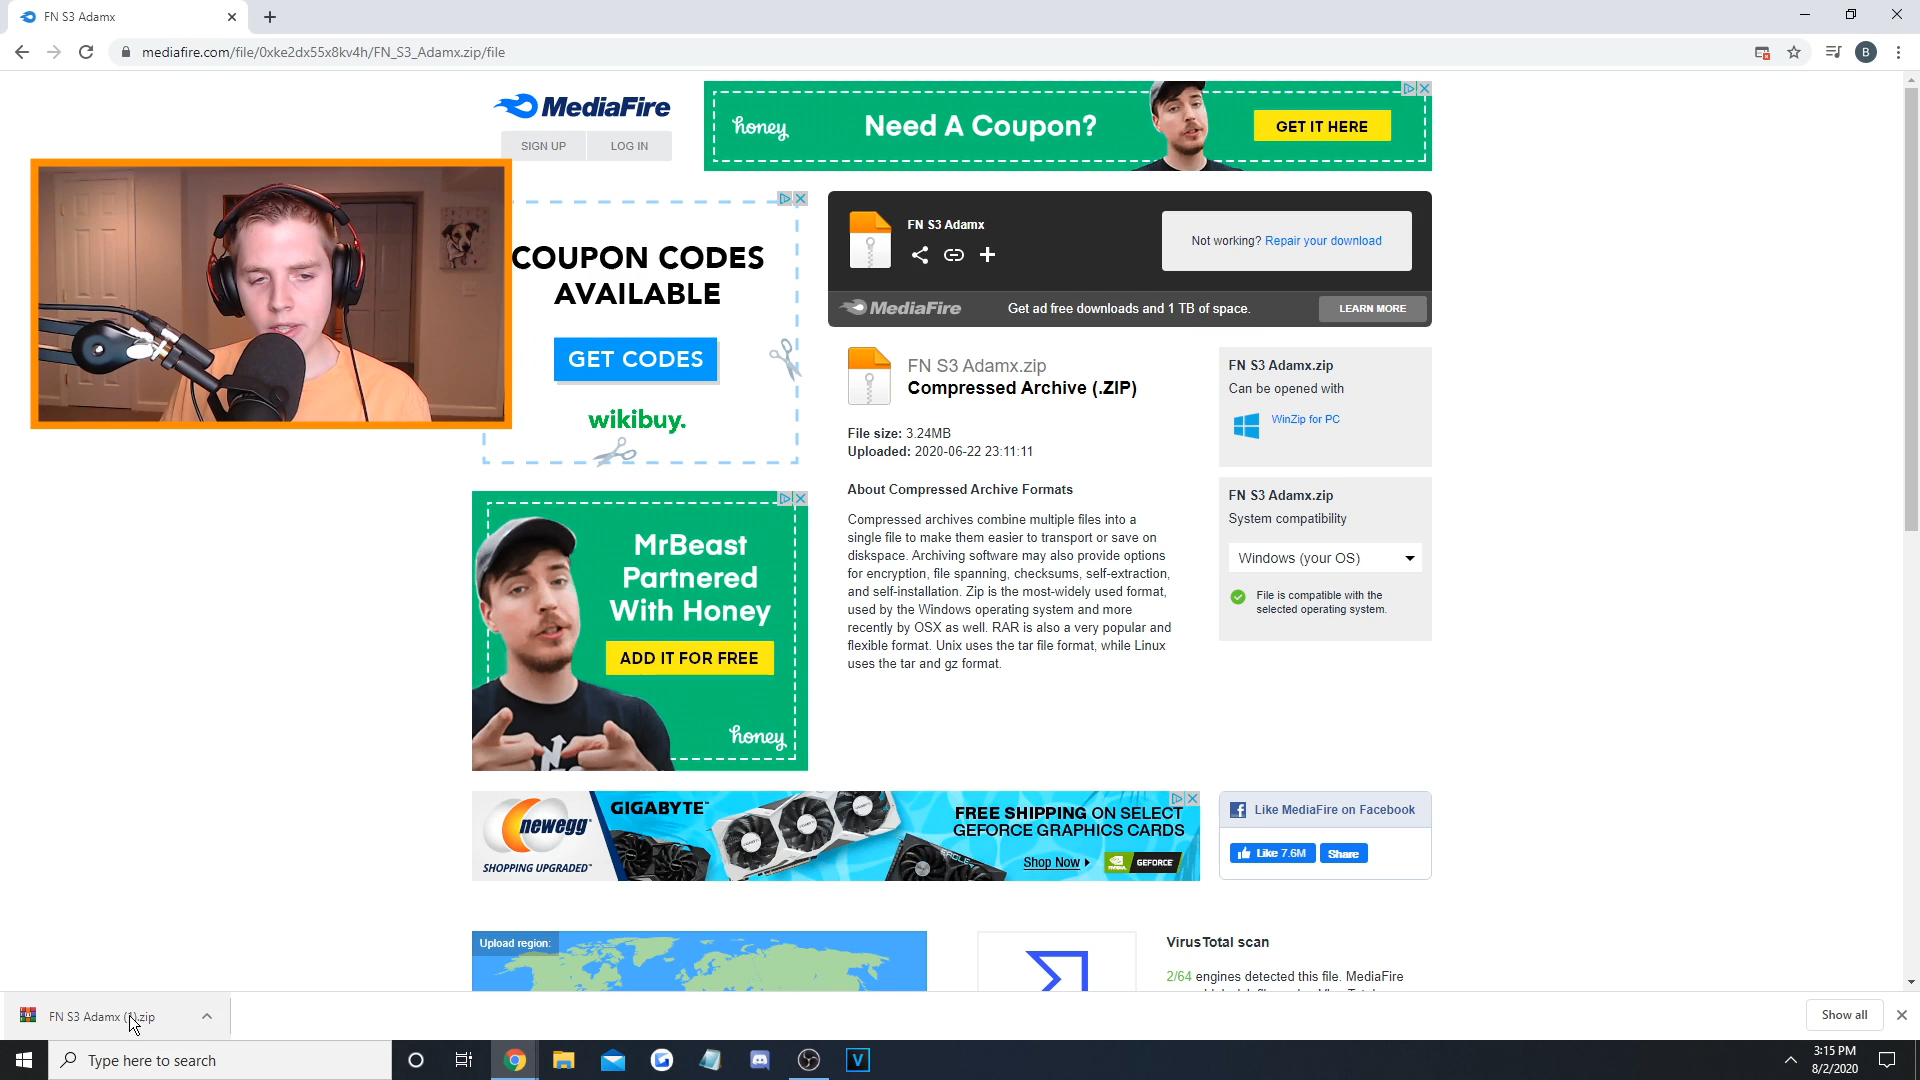 FN S3 Adamx
mediafire.com/file/0xke2dx55x8kv4h/FN_S3_Adamx.zip/file
B
MediaFire
SIGN UP
LOG IN
honey
Need A Coupon?
GET IT HERE
COUPON CODES
AVAILABLE
GET CODES
wikibuy.
FN S3 Adamx
Not working? Repair your download
MediaFire
Get ad free downloads and 1 TB of space.
LEARN MORE
FN S3 Adamx.zip
Compressed Archive (.ZIP)
File size: 3.24MB
Uploaded: 2020-06-22 23:11:11
About Compressed Archive Formats
Compressed archives combine multiple files into a
single file to make them easier to transport or save on
diskspace. Archiving software may also provide options
for encryption, file spanning, checksums, self-extraction,
and self-installation. Zip is the most-widely used format,
used by the Windows operating system and more
recently by OSX as well. RAR is also a very popular and
flexible format. Unix uses the tar file format, while Linux
uses the tar and gz format.
FN S3 Adamx.zip
Can be opened with
WinZip for PC
FN S3 Adamx.zip
System compatibility
Windows (your OS)
File is compatible with the
selected operating system.
MrBeast
Partnered
With Honey
ADD IT FOR FREE
honey
newegg
SHOPPING UPGRADED™
GIGABYTE™
FREE SHIPPING ON SELECT
GEFORCE GRAPHICS CARDS
Shop Now
GEFORCE
Like MediaFire on Facebook
Like 7.6M
Share
Upload region:
VirusTotal scan
2/64 engines detected this file. MediaFire
FN S3 Adamx (1).zip
Show all
Type here to search
3:15 PM
8/2/2020